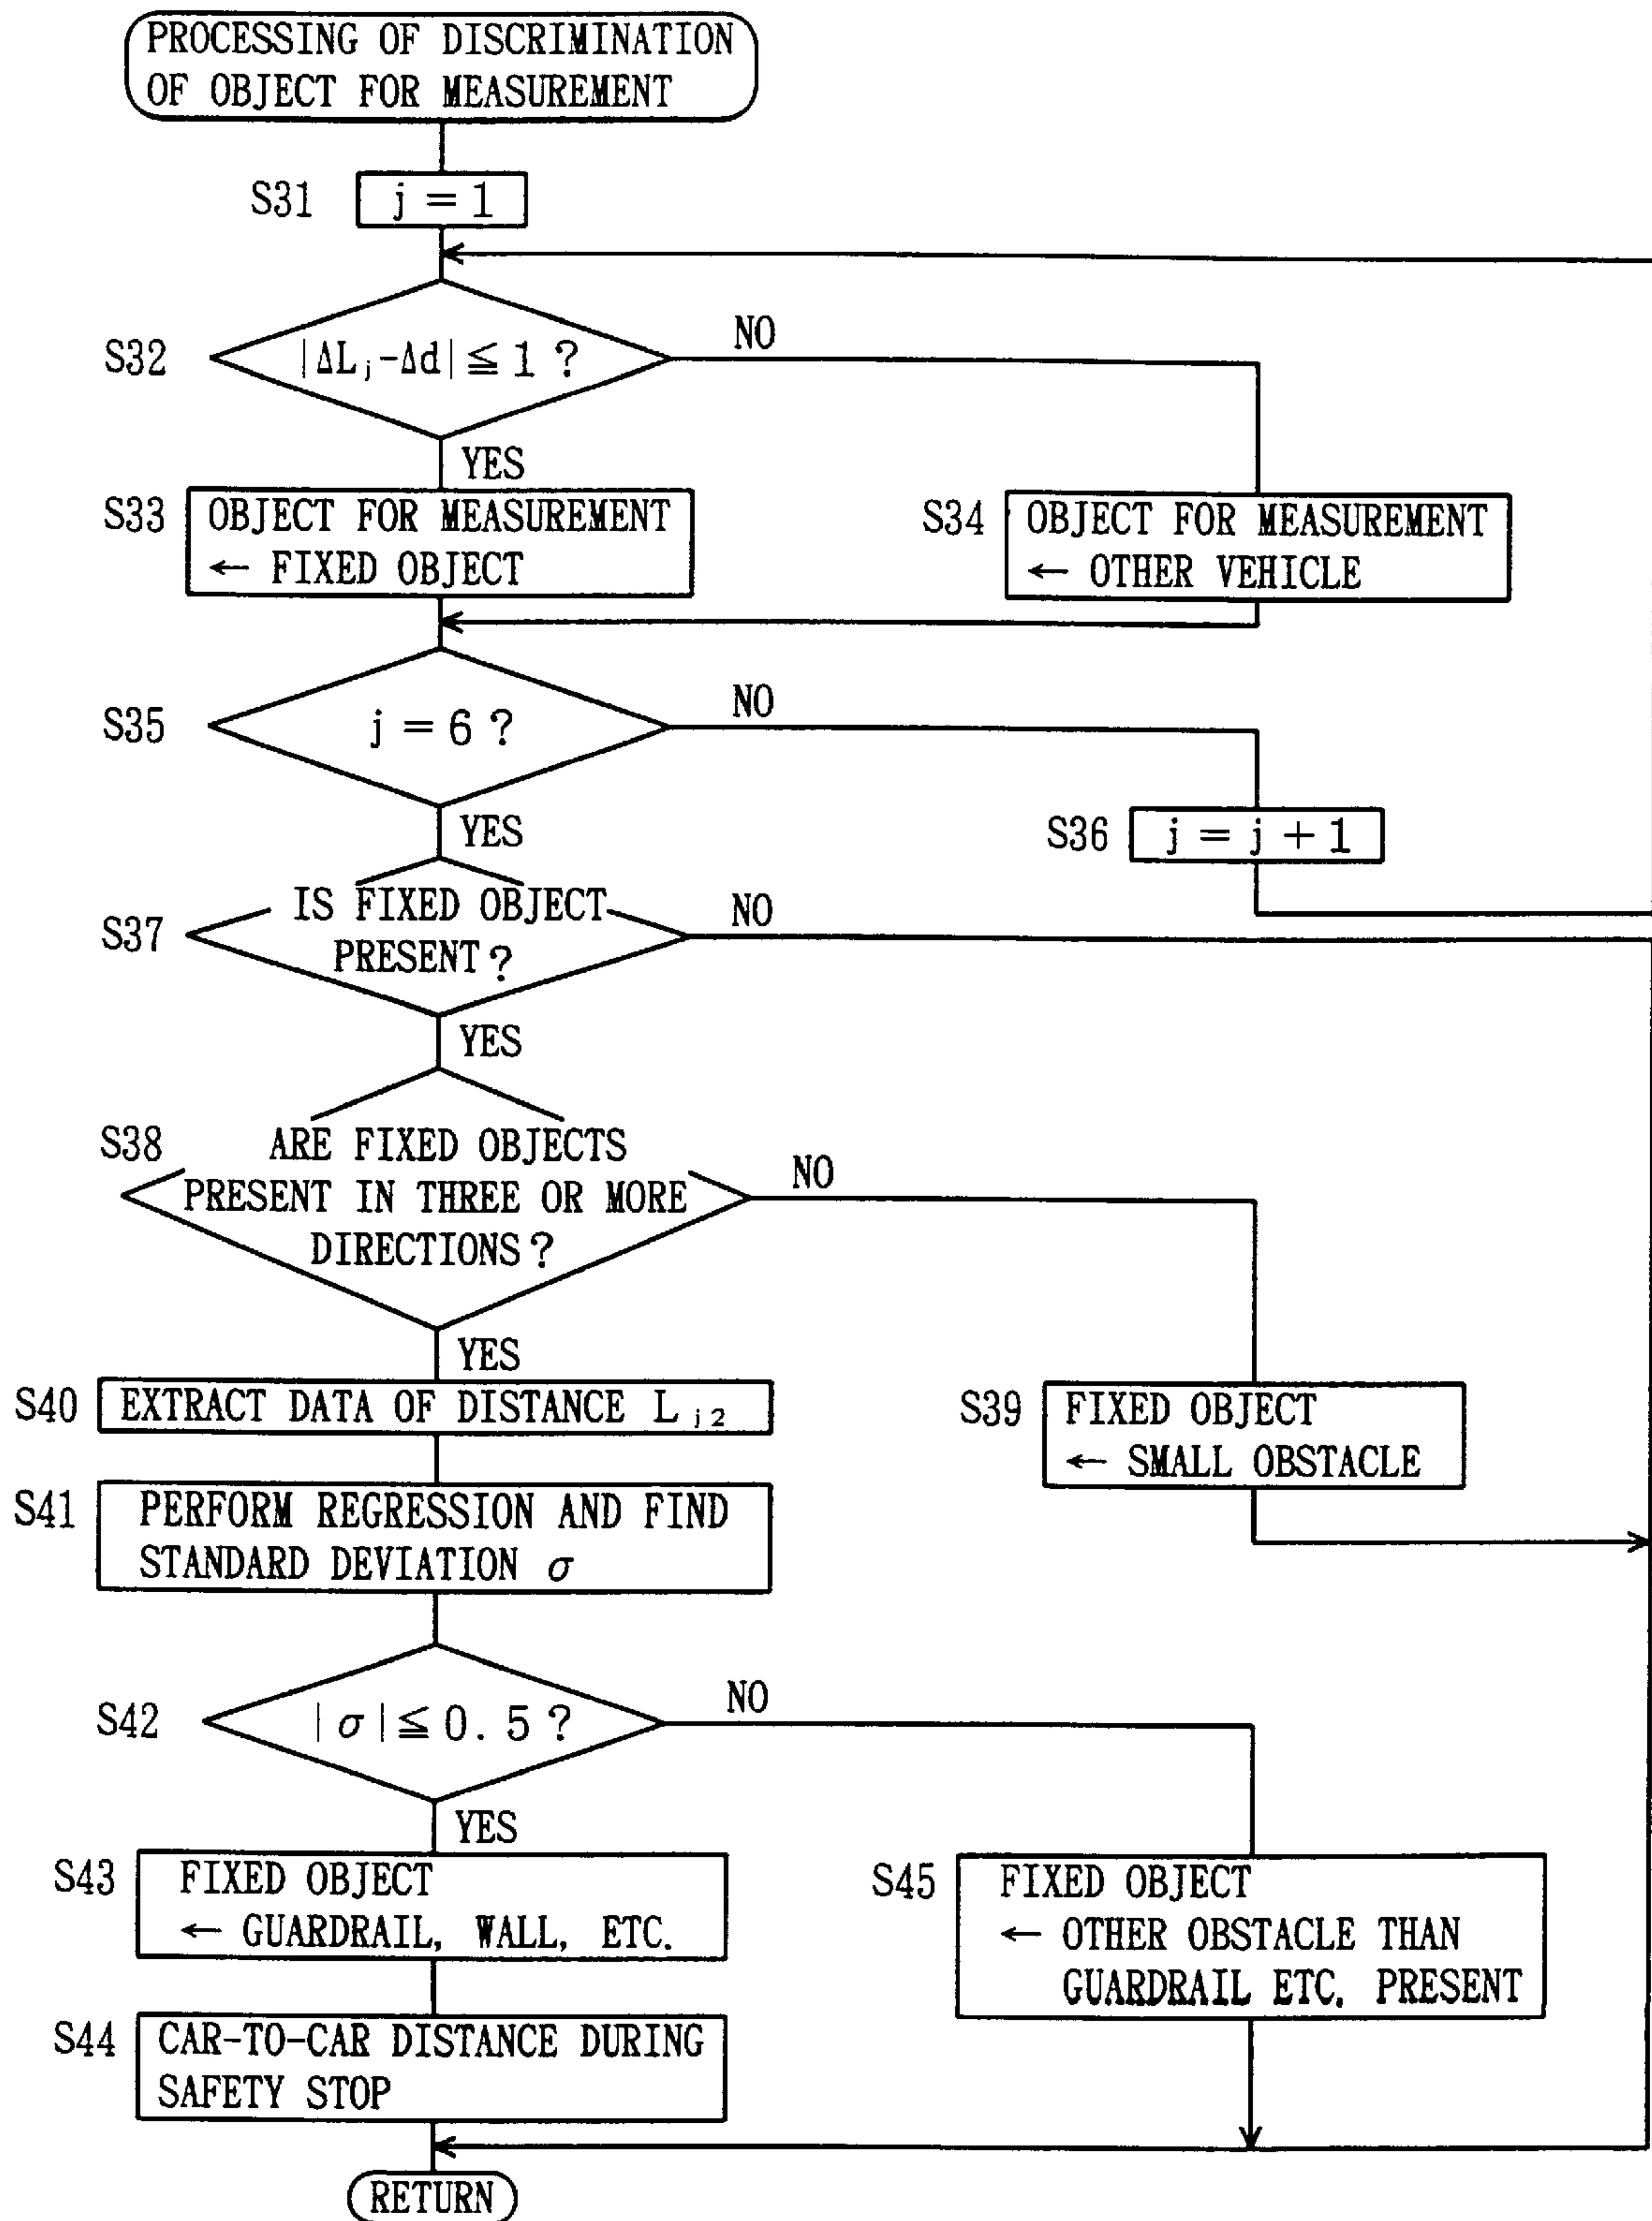 PROCESSING OF DISCRIMINATION
OF OBJECT FOR MEASUREMENT
S31
j = 1
S32
|ΔLj-Δd| ≦ 1 ?
NO
YES
S33
OBJECT FOR MEASUREMENT
← FIXED OBJECT
S34
OBJECT FOR MEASUREMENT
← OTHER VEHICLE
S35
j = 6 ?
NO
YES
S36
j = j + 1
S37
IS FIXED OBJECT
PRESENT ?
NO
YES
S38
ARE FIXED OBJECTS
PRESENT IN THREE OR MORE
DIRECTIONS ?
NO
YES
S39
FIXED OBJECT
← SMALL OBSTACLE
S40
EXTRACT DATA OF DISTANCE Lj2
S41
PERFORM REGRESSION AND FIND
STANDARD DEVIATION σ
S42
| σ | ≦ 0. 5 ?
NO
YES
S43
FIXED OBJECT
← GUARDRAIL, WALL, ETC.
S45
FIXED OBJECT
← OTHER OBSTACLE THAN
GUARDRAIL ETC. PRESENT
S44
CAR-TO-CAR DISTANCE DURING
SAFETY STOP
RETURN